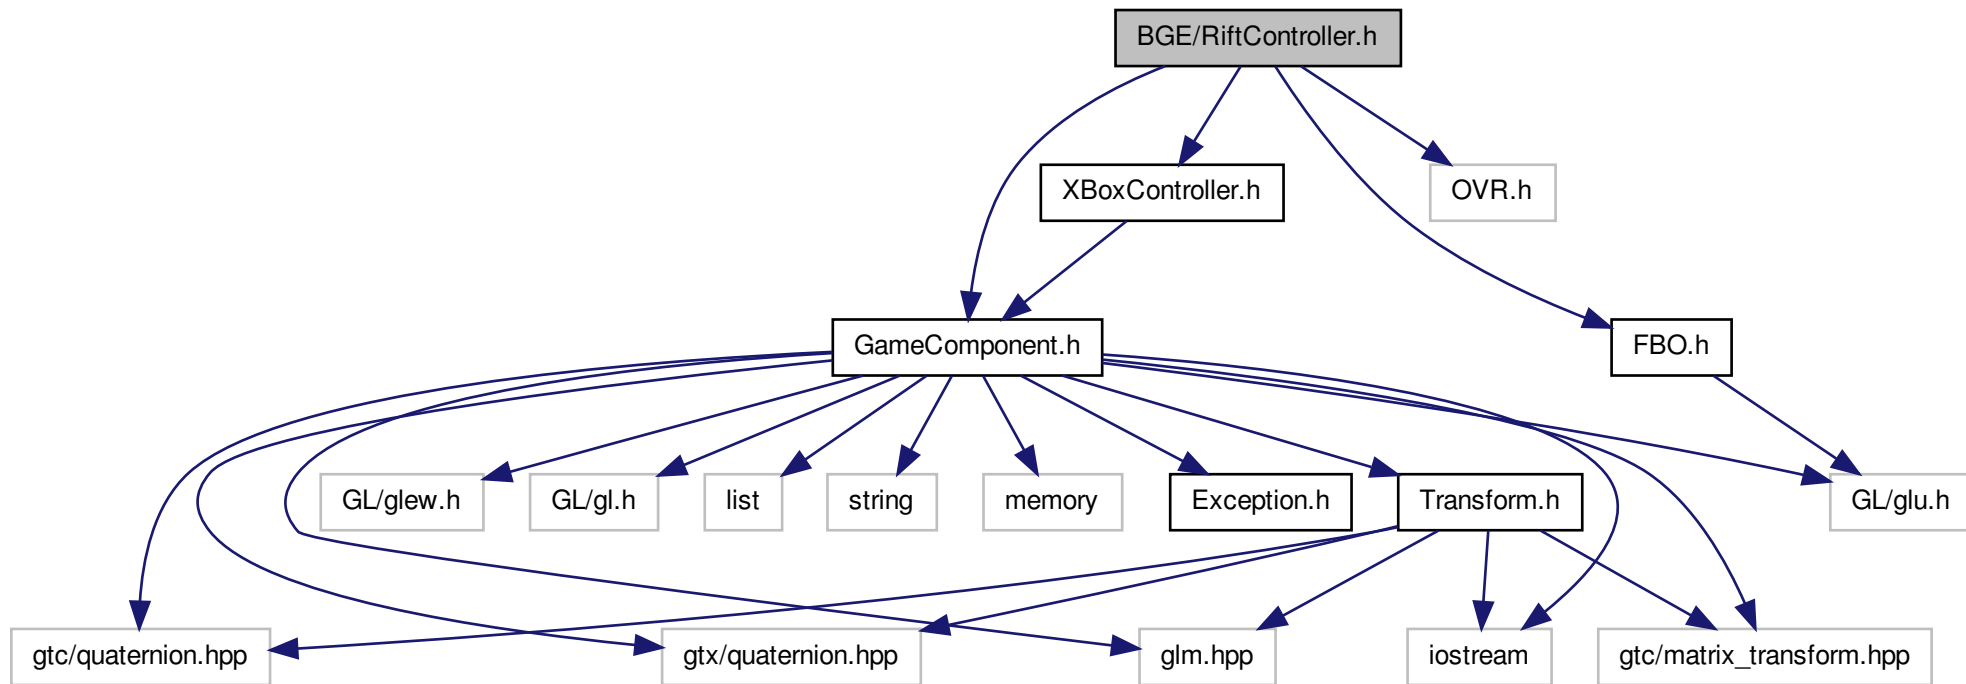 BGE/RiftController.h
XBoxController.h
OVR.h
GameComponent.h
FBO.h
GL/glew.h
GL/gl.h
list
string
memory
Exception.h
Transform.h
GL/glu.h
gtc/quaternion.hpp
gtx/quaternion.hpp
glm.hpp
iostream
gtc/matrix_transform.hpp